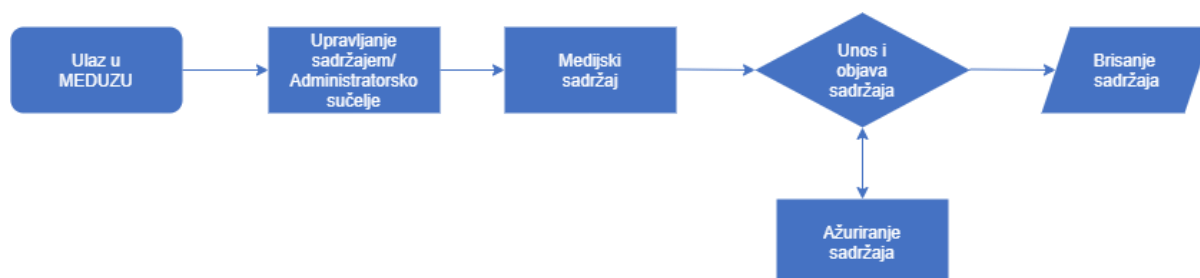 Ulaz u
MEDUZU
Upravljanje
sadržajem/
Administratorsko
sučelje
Medijski
sadržaj
Unos i
objava
sadržaja
Brisanje
sadržaja
Ažuriranje
sadržaja